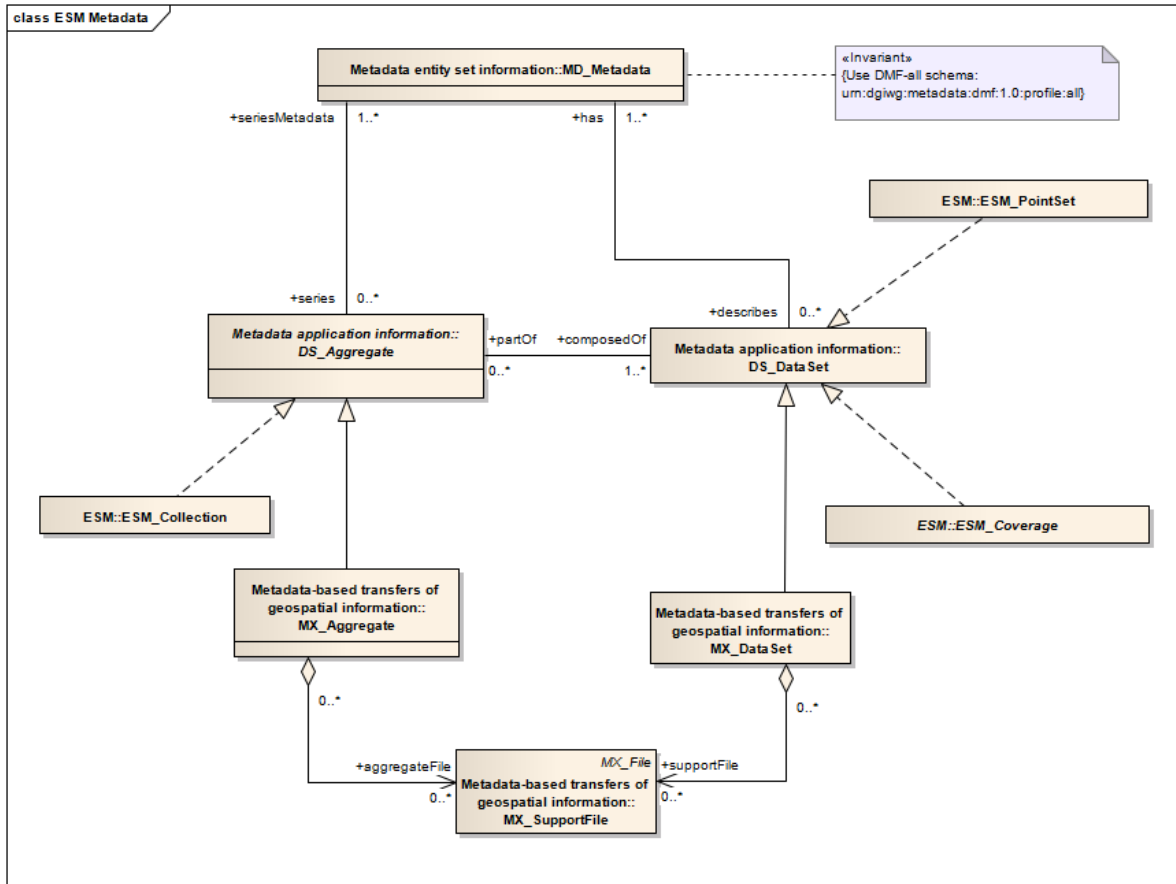 class ESM Metadata
Metadata entity set information::MD_Metadata
«Invariant»
{Use DMF-all schema:
urn:dgiwg:metadata:dmf:1.0:profile:all}
+seriesMetadata
1..*
+has
1..*
ESM::ESM_PointSet
+series
0..*
+describes
0..*
Metadata application information::
DS_Aggregate
+partOf
0..*
+composedOf
1..*
Metadata application information::
DS_DataSet
ESM::ESM_Collection
ESM::ESM_Coverage
Metadata-based transfers of
geospatial information::
MX_Aggregate
Metadata-based transfers of
geospatial information::
MX_DataSet
0..*
0..*
+aggregateFile
0..*
MX_File
Metadata-based transfers of
geospatial information::
MX_SupportFile
+supportFile
0..*